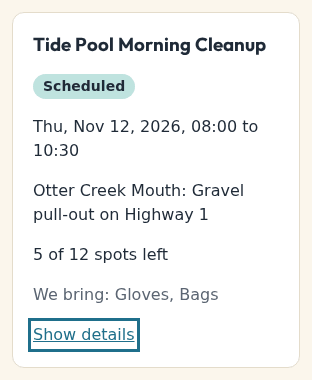 Tide Pool Morning Cleanup
Scheduled
Thu, Nov 12, 2026, 08:00 to
10:30
Otter Creek Mouth: Gravel
pull-out on Highway 1
5 of 12 spots left
We bring: Gloves, Bags
Show details